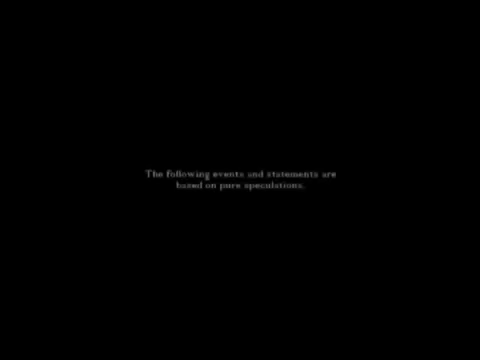 The following events and statements are
based on pure speculations.